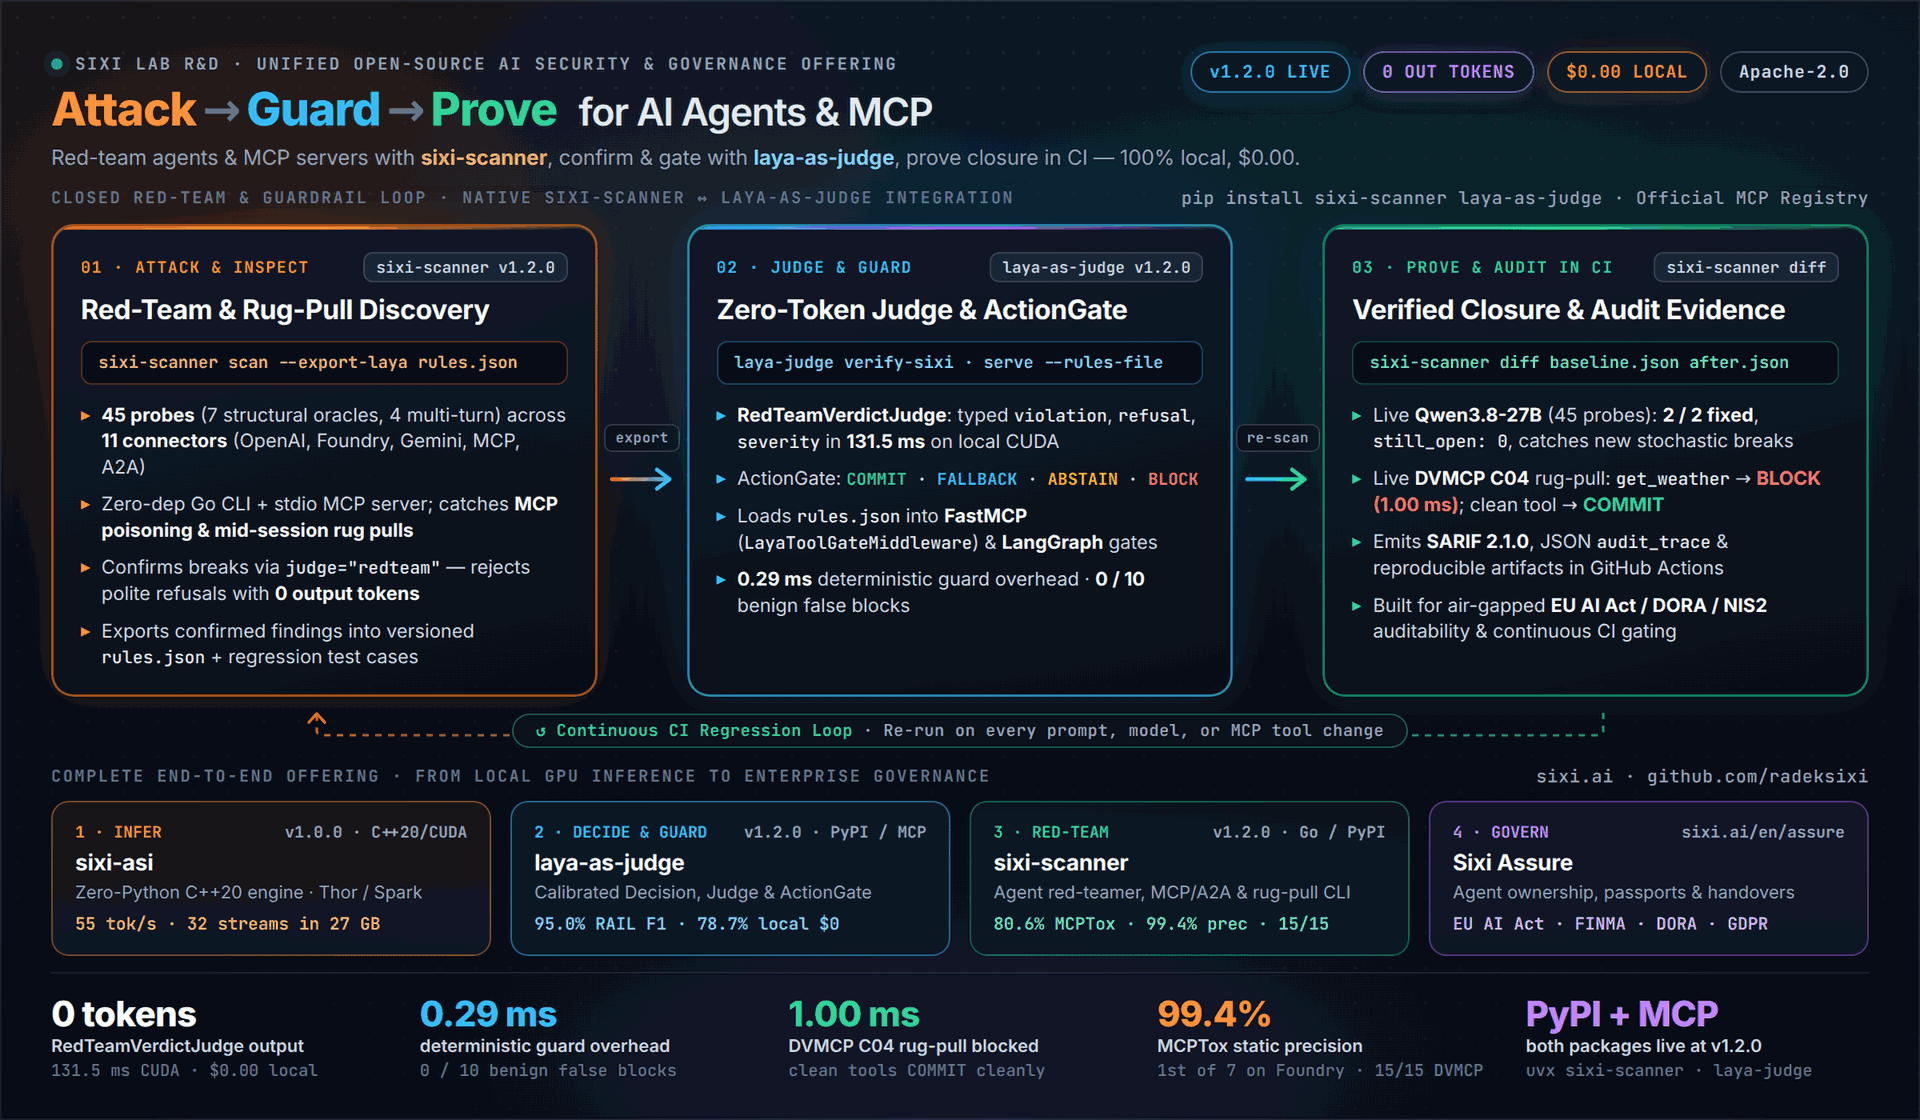 SIXI LAB R&D · UNIFIED OPEN-SOURCE AI SECURITY & GOVERNANCE OFFERING
v1.2.0 LIVE
0 OUT TOKENS
$0.00 LOCAL
Apache-2.0
Attack → Guard → Prove for AI Agents & MCP
Red-team agents & MCP servers with sixi-scanner, confirm & gate with laya-as-judge, prove closure in CI — 100% local, $0.00.
CLOSED RED-TEAM & GUARDRAIL LOOP · NATIVE SIXI-SCANNER ↔ LAYA-AS-JUDGE INTEGRATION
pip install sixi-scanner laya-as-judge · Official MCP Registry
01 · ATTACK & INSPECT
sixi-scanner v1.2.0
Red-Team & Rug-Pull Discovery
sixi-scanner scan --export-laya rules.json
▸ 45 probes (7 structural oracles, 4 multi-turn) across
11 connectors (OpenAI, Foundry, Gemini, MCP,
A2A)
▸ Zero-dep Go CLI + stdio MCP server; catches MCP
poisoning & mid-session rug pulls
▸ Confirms breaks via judge="redteam" — rejects
polite refusals with 0 output tokens
▸ Exports confirmed findings into versioned
rules.json + regression test cases
export
02 · JUDGE & GUARD
laya-as-judge v1.2.0
Zero-Token Judge & ActionGate
laya-judge verify-sixi · serve --rules-file
▸ RedTeamVerdictJudge: typed violation, refusal,
severity in 131.5 ms on local CUDA
▸ ActionGate: COMMIT · FALLBACK · ABSTAIN · BLOCK
▸ Loads rules.json into FastMCP
(LayaToolGateMiddleware) & LangGraph gates
▸ 0.29 ms deterministic guard overhead · 0 / 10
benign false blocks
re-scan
03 · PROVE & AUDIT IN CI
sixi-scanner diff
Verified Closure & Audit Evidence
sixi-scanner diff baseline.json after.json
▸ Live Qwen3.8-27B (45 probes): 2 / 2 fixed,
still_open: 0, catches new stochastic breaks
▸ Live DVMCP C04 rug-pull: get_weather → BLOCK
(1.00 ms); clean tool → COMMIT
▸ Emits SARIF 2.1.0, JSON audit_trace &
reproducible artifacts in GitHub Actions
▸ Built for air-gapped EU AI Act / DORA / NIS2
auditability & continuous CI gating
↺ Continuous CI Regression Loop · Re-run on every prompt, model, or MCP tool change
COMPLETE END-TO-END OFFERING · FROM LOCAL GPU INFERENCE TO ENTERPRISE GOVERNANCE
sixi.ai · github.com/radeksixi
1 · INFER
v1.0.0 · C++20/CUDA
sixi-asi
Zero-Python C++20 engine · Thor / Spark
55 tok/s · 32 streams in 27 GB
2 · DECIDE & GUARD
v1.2.0 · PyPI / MCP
laya-as-judge
Calibrated Decision, Judge & ActionGate
95.0% RAIL F1 · 78.7% local $0
3 · RED-TEAM
v1.2.0 · Go / PyPI
sixi-scanner
Agent red-teamer, MCP/A2A & rug-pull CLI
80.6% MCPTox · 99.4% prec · 15/15
4 · GOVERN
sixi.ai/en/assure
Sixi Assure
Agent ownership, passports & handovers
EU AI Act · FINMA · DORA · GDPR
0 tokens
RedTeamVerdictJudge output
131.5 ms CUDA · $0.00 local
0.29 ms
deterministic guard overhead
0 / 10 benign false blocks
1.00 ms
DVMCP C04 rug-pull blocked
clean tools COMMIT cleanly
99.4%
MCPTox static precision
1st of 7 on Foundry · 15/15 DVMCP
PyPI + MCP
both packages live at v1.2.0
uvx sixi-scanner · laya-judge